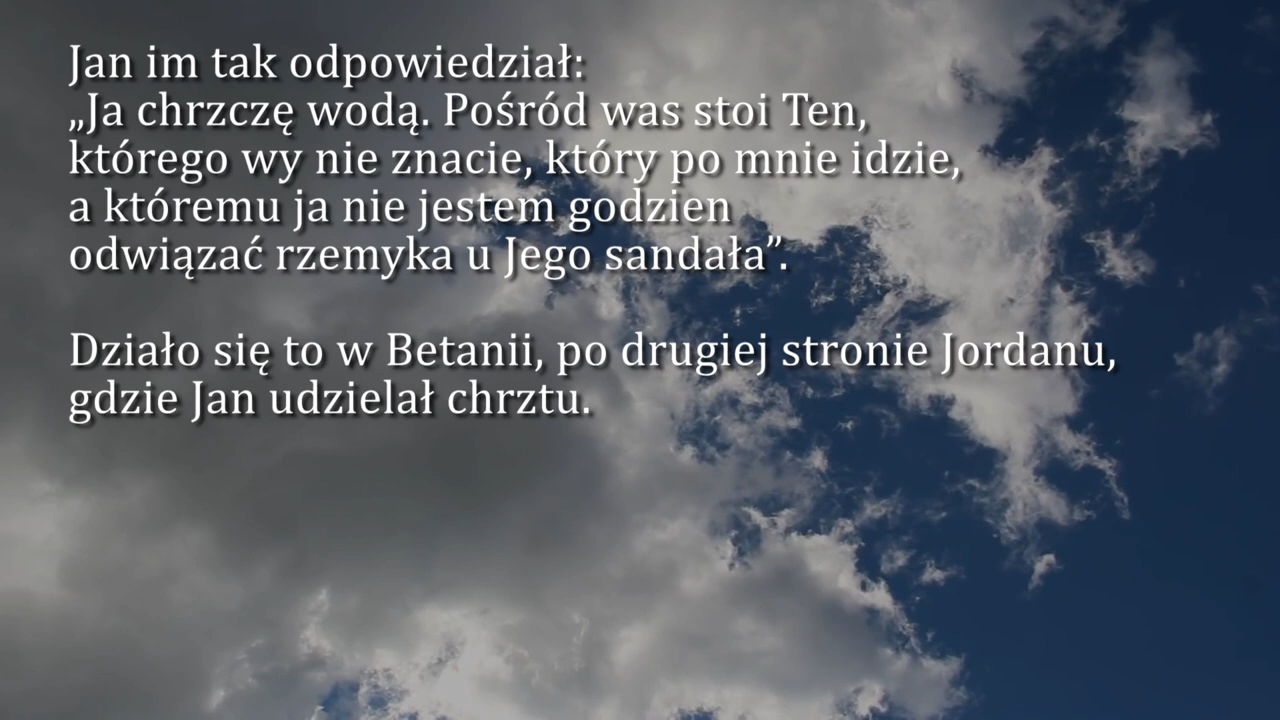 Jan im tak odpowiedział:
„Ja chrzczę wodą. Pośród was stoi Ten,
którego wy nie znacie, który po mnie idzie,
a któremu ja nie jestem godzien
odwiązać rzemyka u Jego sandała”.
Działo się to w Betanii, po drugiej stronie Jordanu,
gdzie Jan udzielał chrztu.